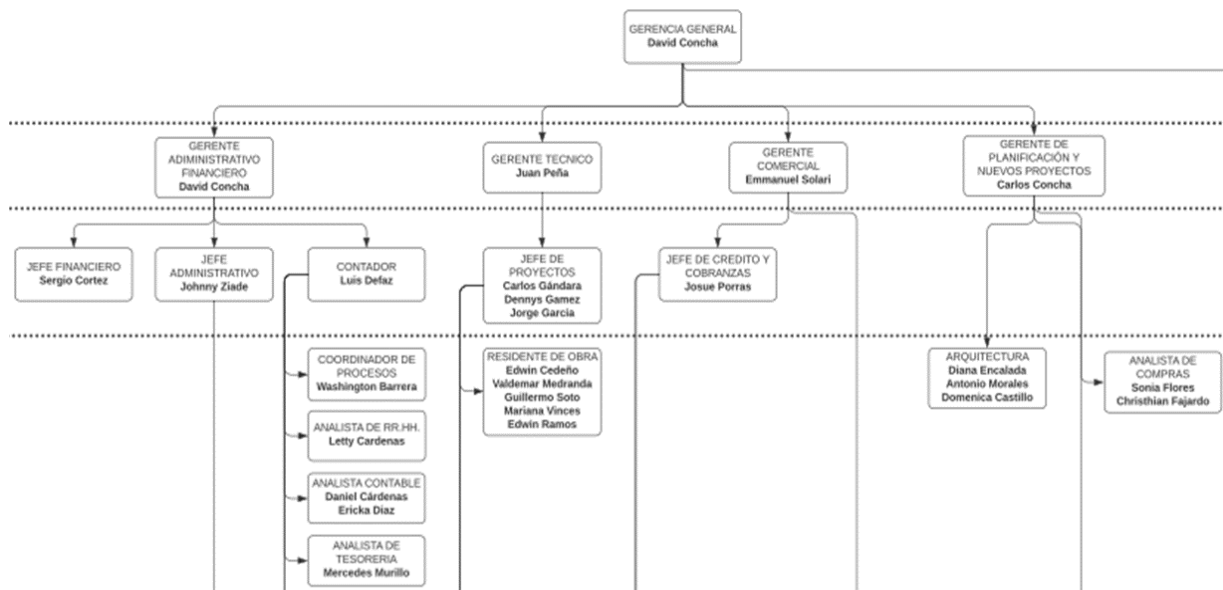 GERENCIA GENERAL
David Concha
GERENTE
ADIMINISTRATIVO
FINANCIERO
David Concha
GERENTE TECNICO
Juan Peña
GERENTE
COMERCIAL
Emmanuel Solari
GERENTE DE
PLANIFICACIÓN Y
NUEVOS PROYECTOS
Carlos Concha
JEFE FINANCIERO
Sergio Cortez
JEFE
ADMINISTRATIVO
Johnny Ziade
CONTADOR
Luis Defaz
JEFE DE
PROYECTOS
Carlos Gándara
Dennys Gamez
Jorge Garcia
JEFE DE CREDITO Y
COBRANZAS
Josue Porras
COORDINADOR DE
PROCESOS
Washington Barrera
ANALISTA DE RR.HH.
Letty Cardenas
ANALISTA CONTABLE
Daniel Cárdenas
Ericka Diaz
ANALISTA DE
TESORERIA
Mercedes Murillo
RESIDENTE DE OBRA
Edwin Cedeño
Valdemar Medranda
Guillermo Soto
Mariana Vinces
Edwin Ramos
ARQUITECTURA
Diana Encalada
Antonio Morales
Domenica Castillo
ANALISTA DE
COMPRAS
Sonia Flores
Christhian Fajardo